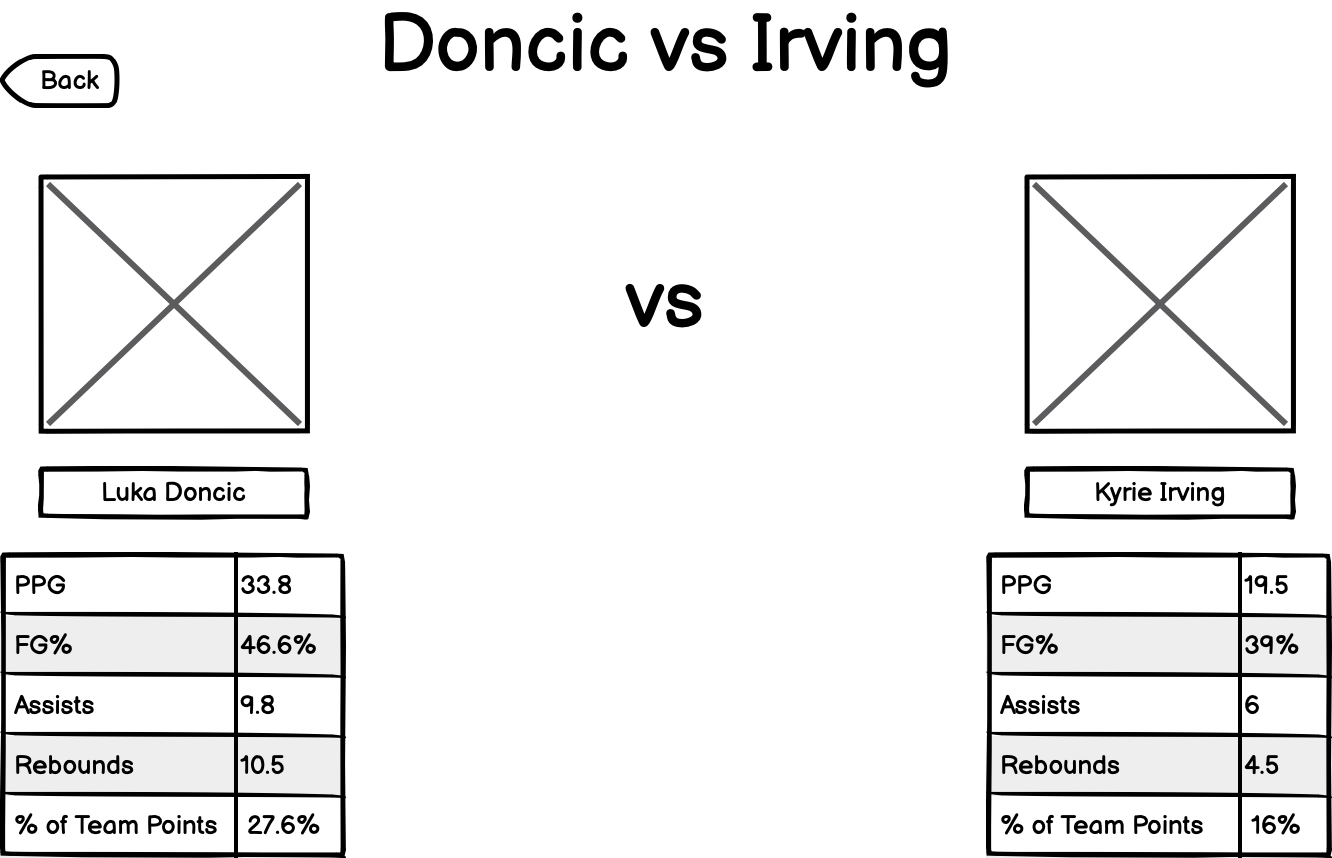 Doncic vs Irving
Back
vs
Luka Doncic
Kyrie Irving
PPG 33.8
FG% 46.6%
Assists 9.8
Rebounds 10.5
% of Team Points 27.6%
PPG 19.5
FG% 39%
Assists 6
Rebounds 4.5
% of Team Points 16%